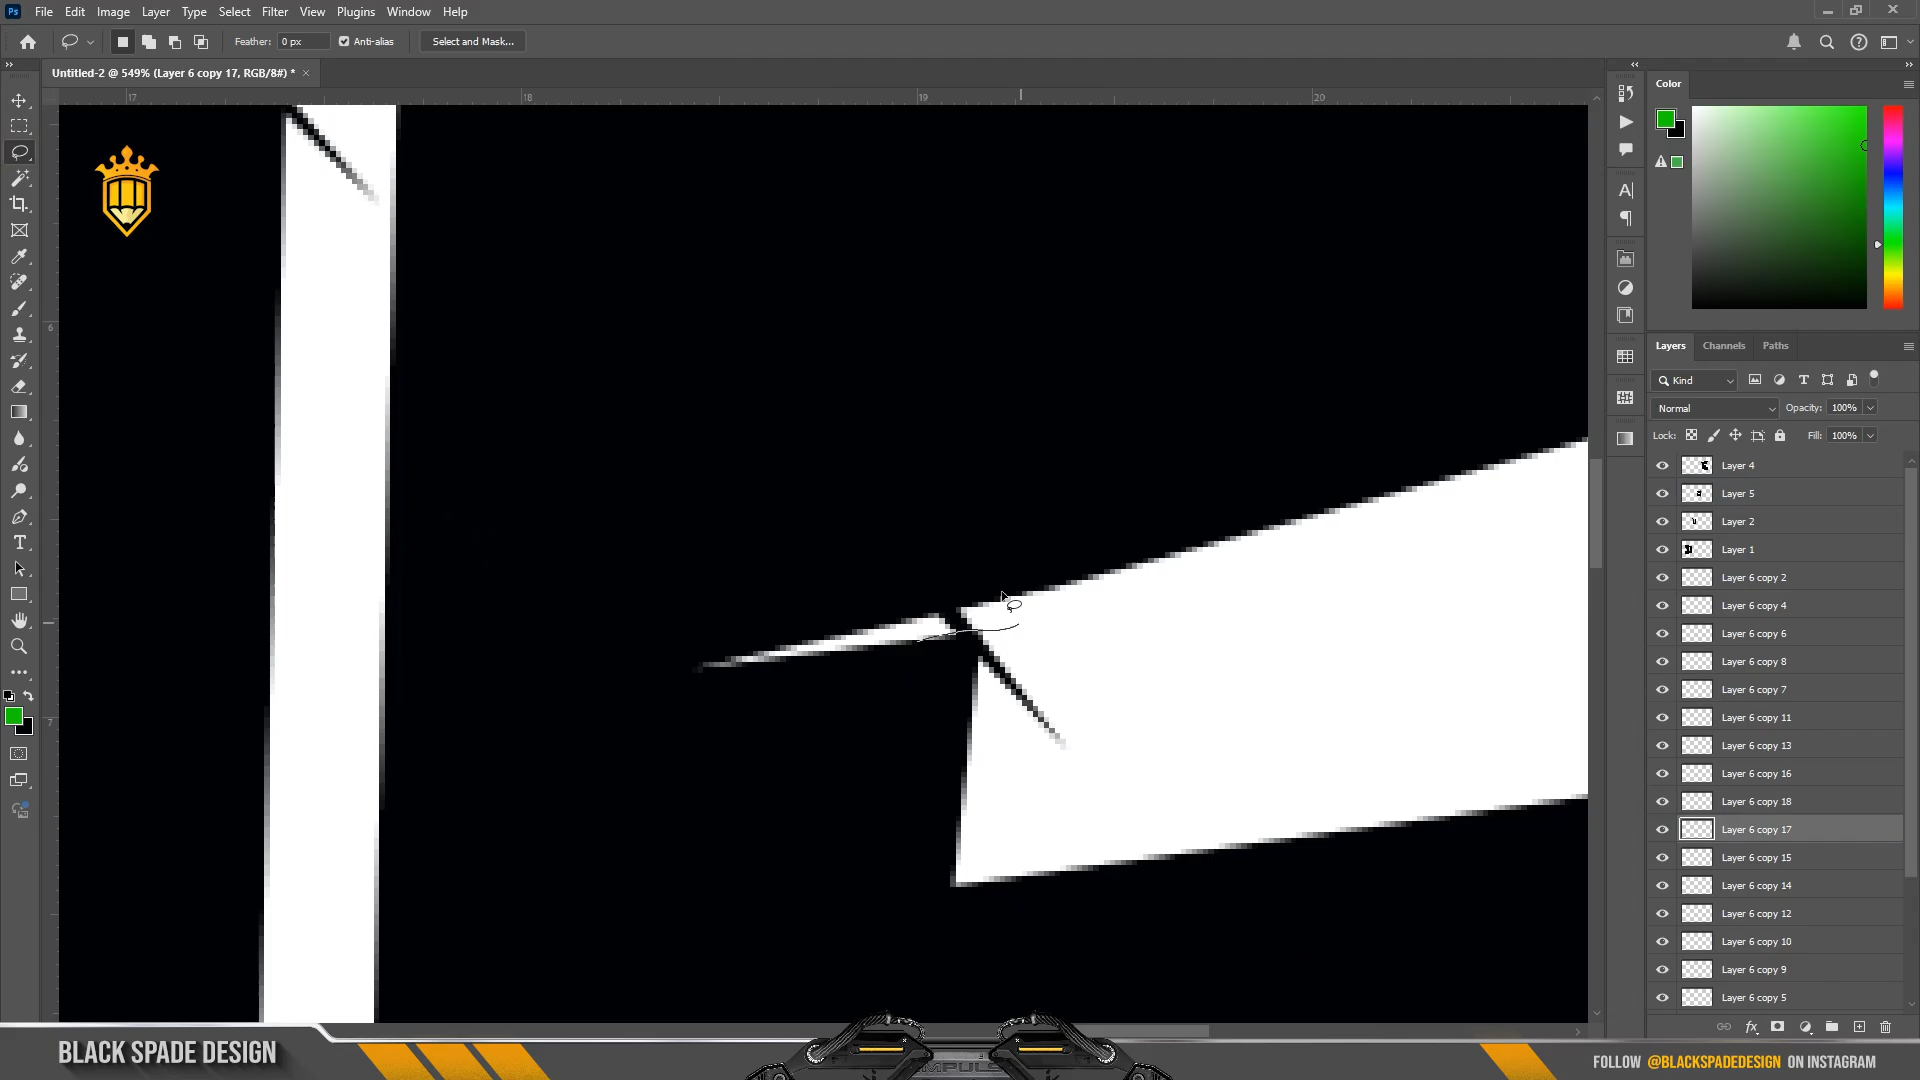 Ps File Edit Image Layer Type Select Filter View Plugins Window Help
Feather: 0 px Anti-alias Select and Mask...
Untitled-2 @ 549% (Layer 6 copy 17, RGB/8#) * ×
17 18 19 20
6
7
Color
Layers Channels Paths
Kind
Normal Opacity: 100%
Lock: Fill: 100%
Layer 4
Layer 5
Layer 2
Layer 1
Layer 6 copy 2
Layer 6 copy 4
Layer 6 copy 6
Layer 6 copy 8
Layer 6 copy 7
Layer 6 copy 11
Layer 6 copy 13
Layer 6 copy 16
Layer 6 copy 18
Layer 6 copy 17
Layer 6 copy 15
Layer 6 copy 14
Layer 6 copy 12
Layer 6 copy 10
Layer 6 copy 9
Layer 6 copy 5
BLACK SPADE DESIGN
FOLLOW @BLACKSPADEDESIGN ON INSTAGRAM